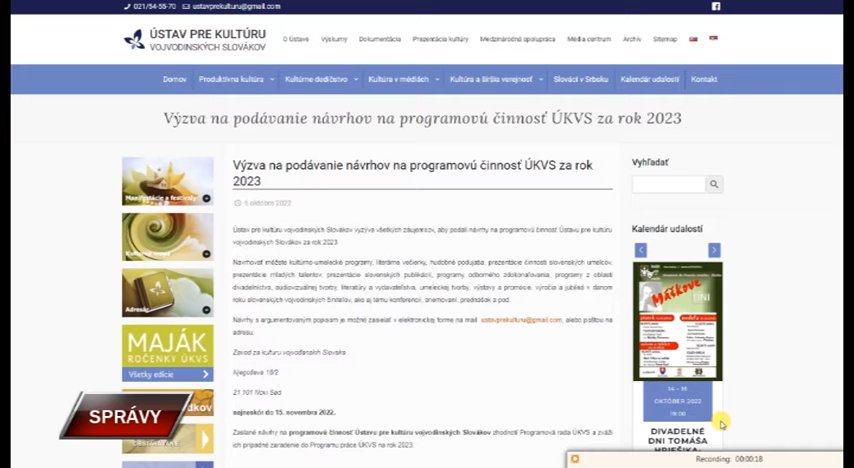 021/54-55-70 ustavprekulturu@gmail.com
ÚSTAV PRE KULTÚRU
VOJVODINSKÝCH SLOVÁKOV
O Ústave Výskumy Dokumentácia Prezentácia kultúry Medzinárodná spolupráca Média centrum Archív Sitemap
Domov Produktívna kultúra Kultúrne dedičstvo Kultúra v médiách Kultúra a širšia verejnosť Slováci v Srbsku Kalendár udalostí Kontakt
Výzva na podávanie návrhov na programovú činnosť ÚKVS za rok 2023
Manifestácie a festivaly
Adresár
MAJÁK
ROČENKY ÚKVS
Všetky edície
Výzva na podávanie návrhov na programovú činnosť ÚKVS za rok
2023
6 októbra 2022
Ústav pre kultúru vojvodinských Slovákov vyzýva všetkých záujemcov, aby podali návrhy na programovú činnosť Ústavu pre kultúru
vojvodinských Slovákov za rok 2023
Navrhovať môžete kultúrno-umelecké programy, literárne večierky, hudobné podujatia, prezentácie činnosti slovenských umelcov,
prezentácie mladých talentov, prezentácie slovenských publikácií, programy odborného zdokonaľovania, programy z oblasti
divadelníctva, audiovizuálnej tvorby, literatúry a vydavateľstva, umeleckej tvorby, výstavy a promócie, výročia a jubileá v danom
roku slovenských vojvodinských činiteľov, ako aj tému konferencií, snemovaní, prednášok a pod.
Návrhy s argumentovaným popisom je možné zasielať v elektronickej forme na mail ustavprekulturu@gmail.com, alebo poštou na
adresu:
Zavod za kulturu vojvođanskih Slovaka
Njegoševa 16/2
21 101 Novi Sad
najneskôr do 15. novembra 2022.
Zaslané návrhy na programovú činnosť Ústavu pre kultúru vojvodinských Slovákov zhodnotí Programová rada ÚKVS a zváži
ich prípadné zaradenie do Programu práce ÚKVS na rok 2023.
Vyhľadať
Kalendár udalostí
Máškove
DNI
OKTÓBER 2022
19:00
DIVADELNÉ
DNI TOMÁŠA
HRIEŠIKA-
SPRÁVY
Recording: 00:00:18